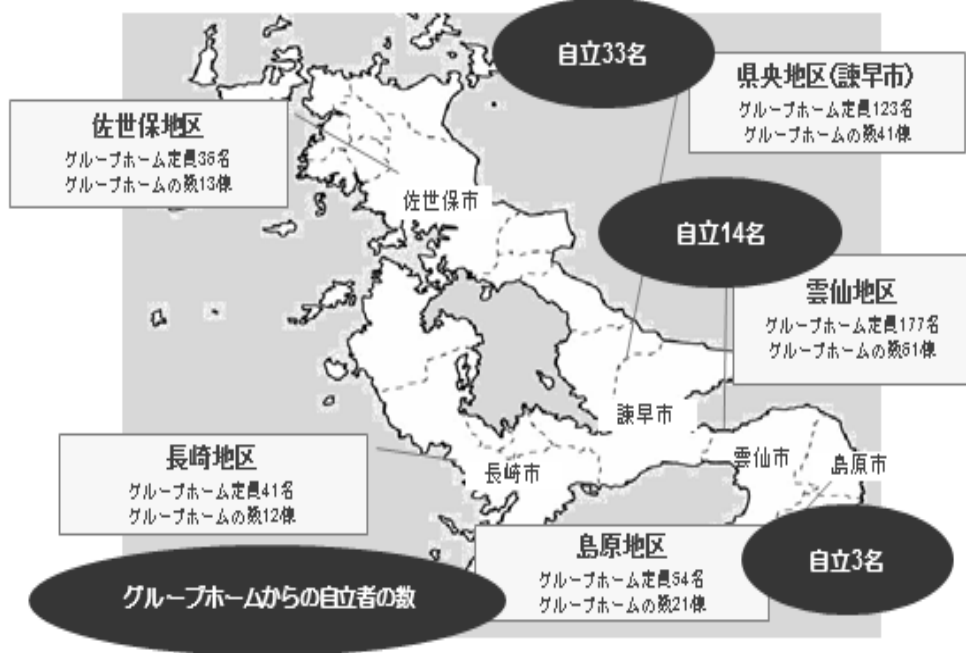 自立33名
県央地区(諫早市)
グループホーム定員123名
グループホームの数41棟
佐世保地区
グループホーム定員
グループホームの数13棟
佐世保市
自立14名
雲仙地区
グループホーム定員177名
グループホームの数
諫早市
長崎地区
グループホーム定員41名
グループホームの数12棟
長崎市
雲仙市
島原市
島原地区
グループホーム定員
グループホームの数21棟
自立3名
グループホームからの自立者の数